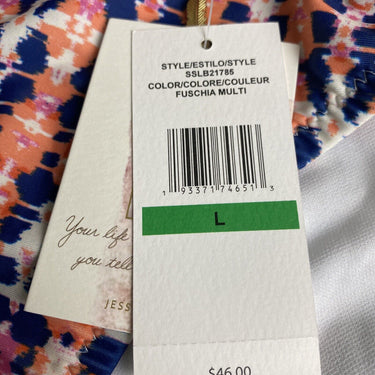 STYLE/ESTILO/STYLE
SSLB21785
COLOR/COLORE/COULEUR
FUSCHIA MULTI
1 93371 74651 3
L
$46.00
Your life
you tell
JESS